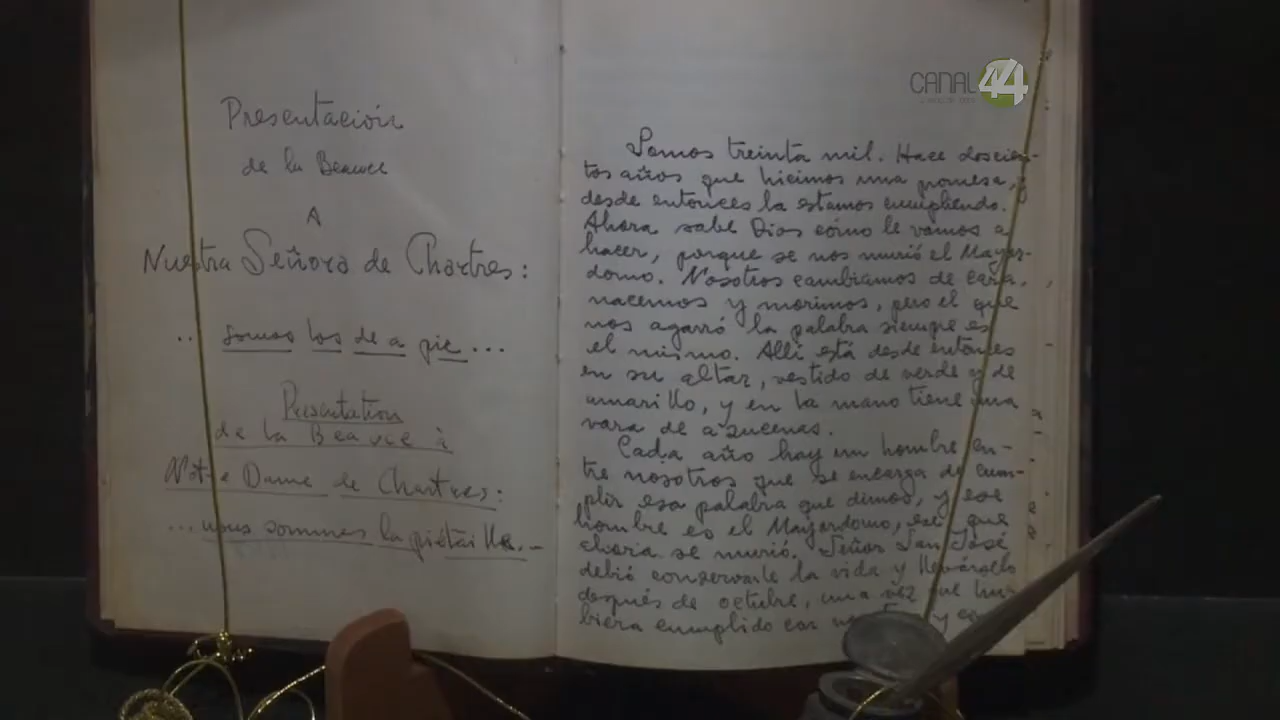 Presentación
de la Beauce
A
Nuestra Señora de Chartres:
... somos los de a pie...
Présentation
de la Beauce à
Notre Dame de Chartres:
... nous sommes la piétaille...
CANAL 44
Somos treinta mil. Hace doscien-
tos años que hicimos una promesa, y
desde entonces la estamos cumpliendo.
Ahora sabe Dios cómo le vamos a
hacer, porque se nos murió el Mayor-
domo. Nosotros cambiamos de cara,
nacemos y morimos, pero el que
nos agarró la palabra siempre es
el mismo. Allí está desde entonces
en su altar, vestido de verde y de
amarillo, y en la mano tiene una
vara de azucenas.
Cada año hay un hombre en-
tre nosotros que se encarga de cum-
plir esa palabra que dimos, y ese
hombre es el Mayordomo, ese que
ahora se murió. Señor San José
debió conservarle la vida y llevárselo
después de octubre, una vez que hu-
biera cumplido con